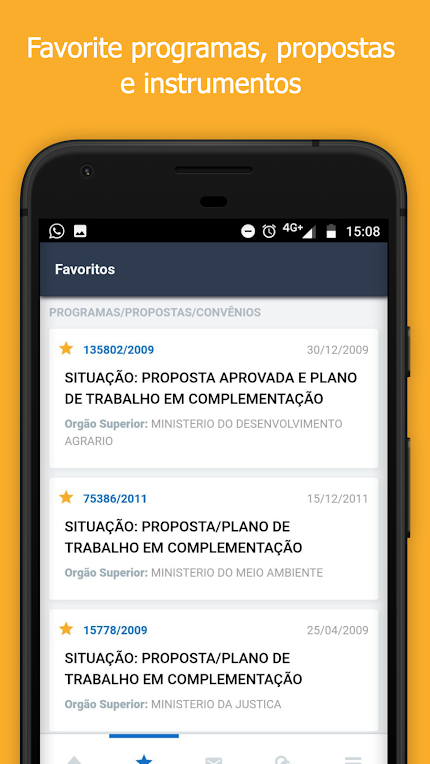 Favorite programas, propostas
e instrumentos
4G+ 15:08
Favoritos
PROGRAMAS/PROPOSTAS/CONVÊNIOS
135802/2009 30/12/2009
SITUAÇÃO: PROPOSTA APROVADA E PLANO
DE TRABALHO EM COMPLEMENTAÇÃO
Orgão Superior: MINISTERIO DO DESENVOLVIMENTO
AGRARIO
75386/2011 15/12/2011
SITUAÇÃO: PROPOSTA/PLANO DE
TRABALHO EM COMPLEMENTAÇÃO
Orgão Superior: MINISTERIO DO MEIO AMBIENTE
15778/2009 25/04/2009
SITUAÇÃO: PROPOSTA/PLANO DE
TRABALHO EM COMPLEMENTAÇÃO
Orgão Superior: MINISTERIO DA JUSTICA